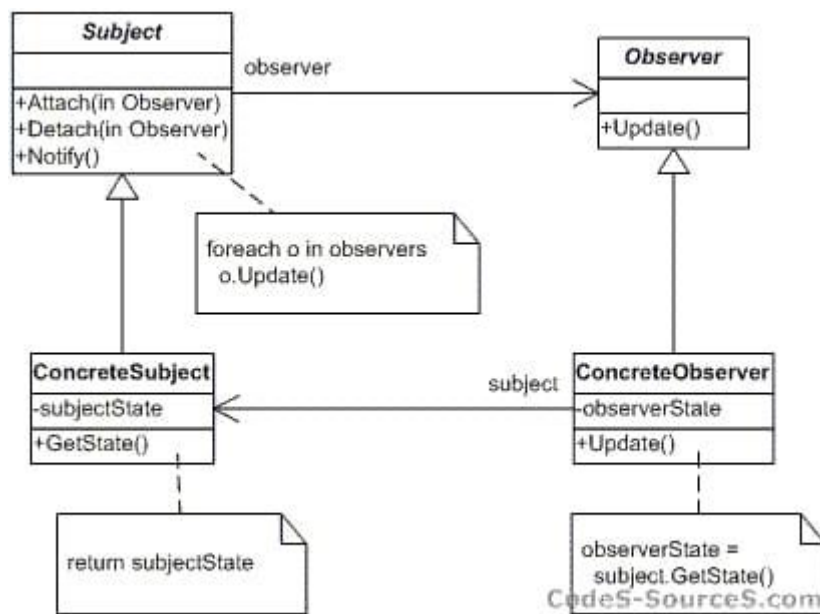 Subject
+Attach(in Observer)
+Detach(in Observer)
+Notify()
observer
Observer
+Update()
foreach o in observers
o.Update()
ConcreteSubject
-subjectState
+GetState()
subject
ConcreteObserver
-observerState
+Update()
return subjectState
observerState =
subject.GetState()
CodeS-SourceS.com